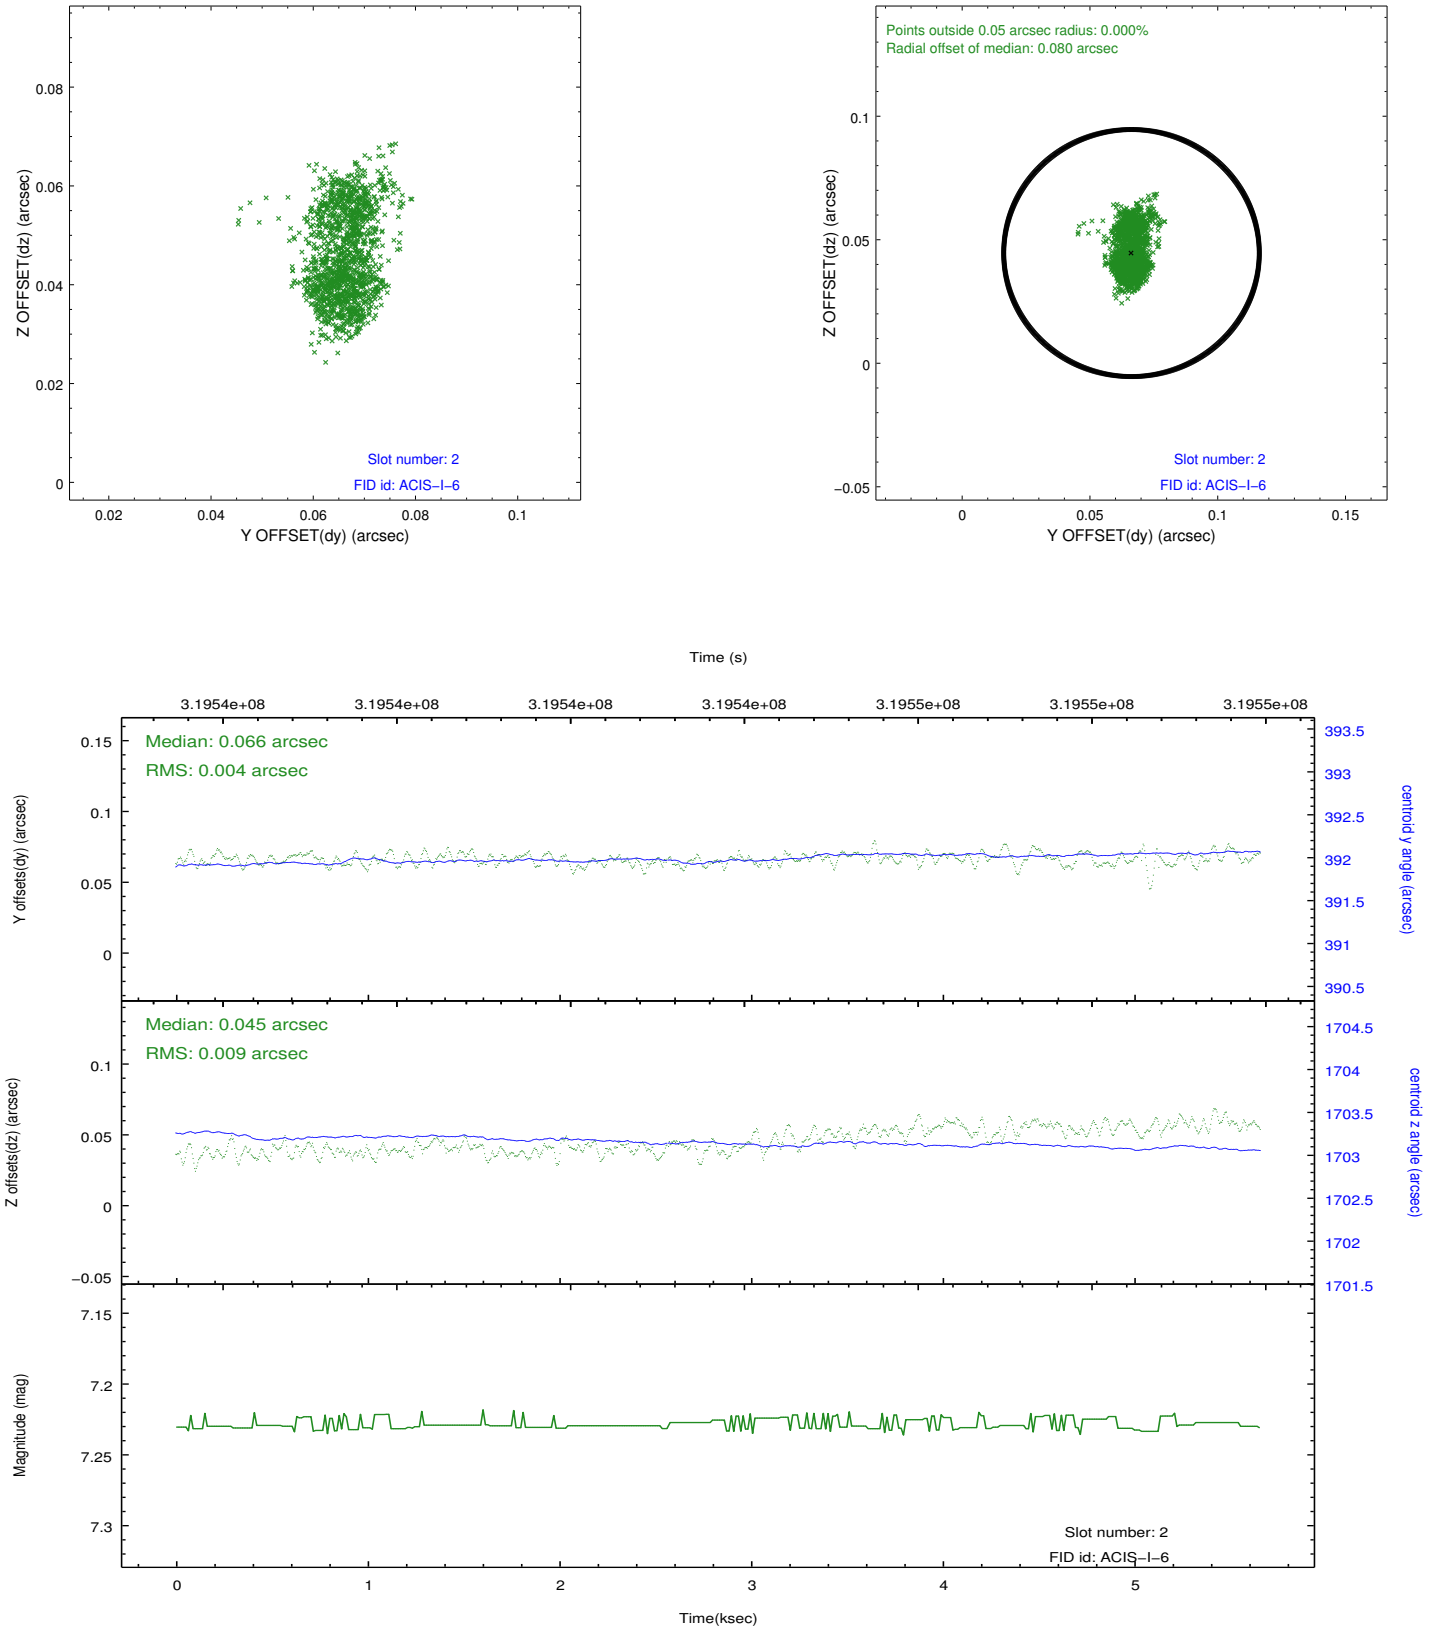 0.08
0.06
0.04
0.02
0
Z OFFSET(dz) (arcsec)
Slot number: 2
FID id: ACIS−I−6
0.02 0.04 0.06 0.08 0.1
Y OFFSET(dy) (arcsec)
Points outside 0.05 arcsec radius: 0.000%
Radial offset of median: 0.080 arcsec
0.1
0.05
0
−0.05
Z OFFSET(dz) (arcsec)
Slot number: 2
FID id: ACIS−I−6
0 0.05 0.1 0.15
Y OFFSET(dy) (arcsec)
Time (s)
3.1954e+08 3.1954e+08 3.1954e+08 3.1954e+08 3.1955e+08 3.1955e+08 3.1955e+08
Median: 0.066 arcsec
RMS: 0.004 arcsec
0.15
0.1
0.05
0
Y offsets(dy) (arcsec)
393.5
393
392.5
392
391.5
391
390.5
centroid y angle (arcsec)
Median: 0.045 arcsec
RMS: 0.009 arcsec
0.1
0.05
0
−0.05
Z offsets(dz) (arcsec)
1704.5
1704
1703.5
1703
1702.5
1702
1701.5
centroid z angle (arcsec)
7.15
7.2
7.25
7.3
Magnitude (mag)
Slot number: 2
FID id: ACIS−I−6
0 1 2 3 4 5
Time(ksec)